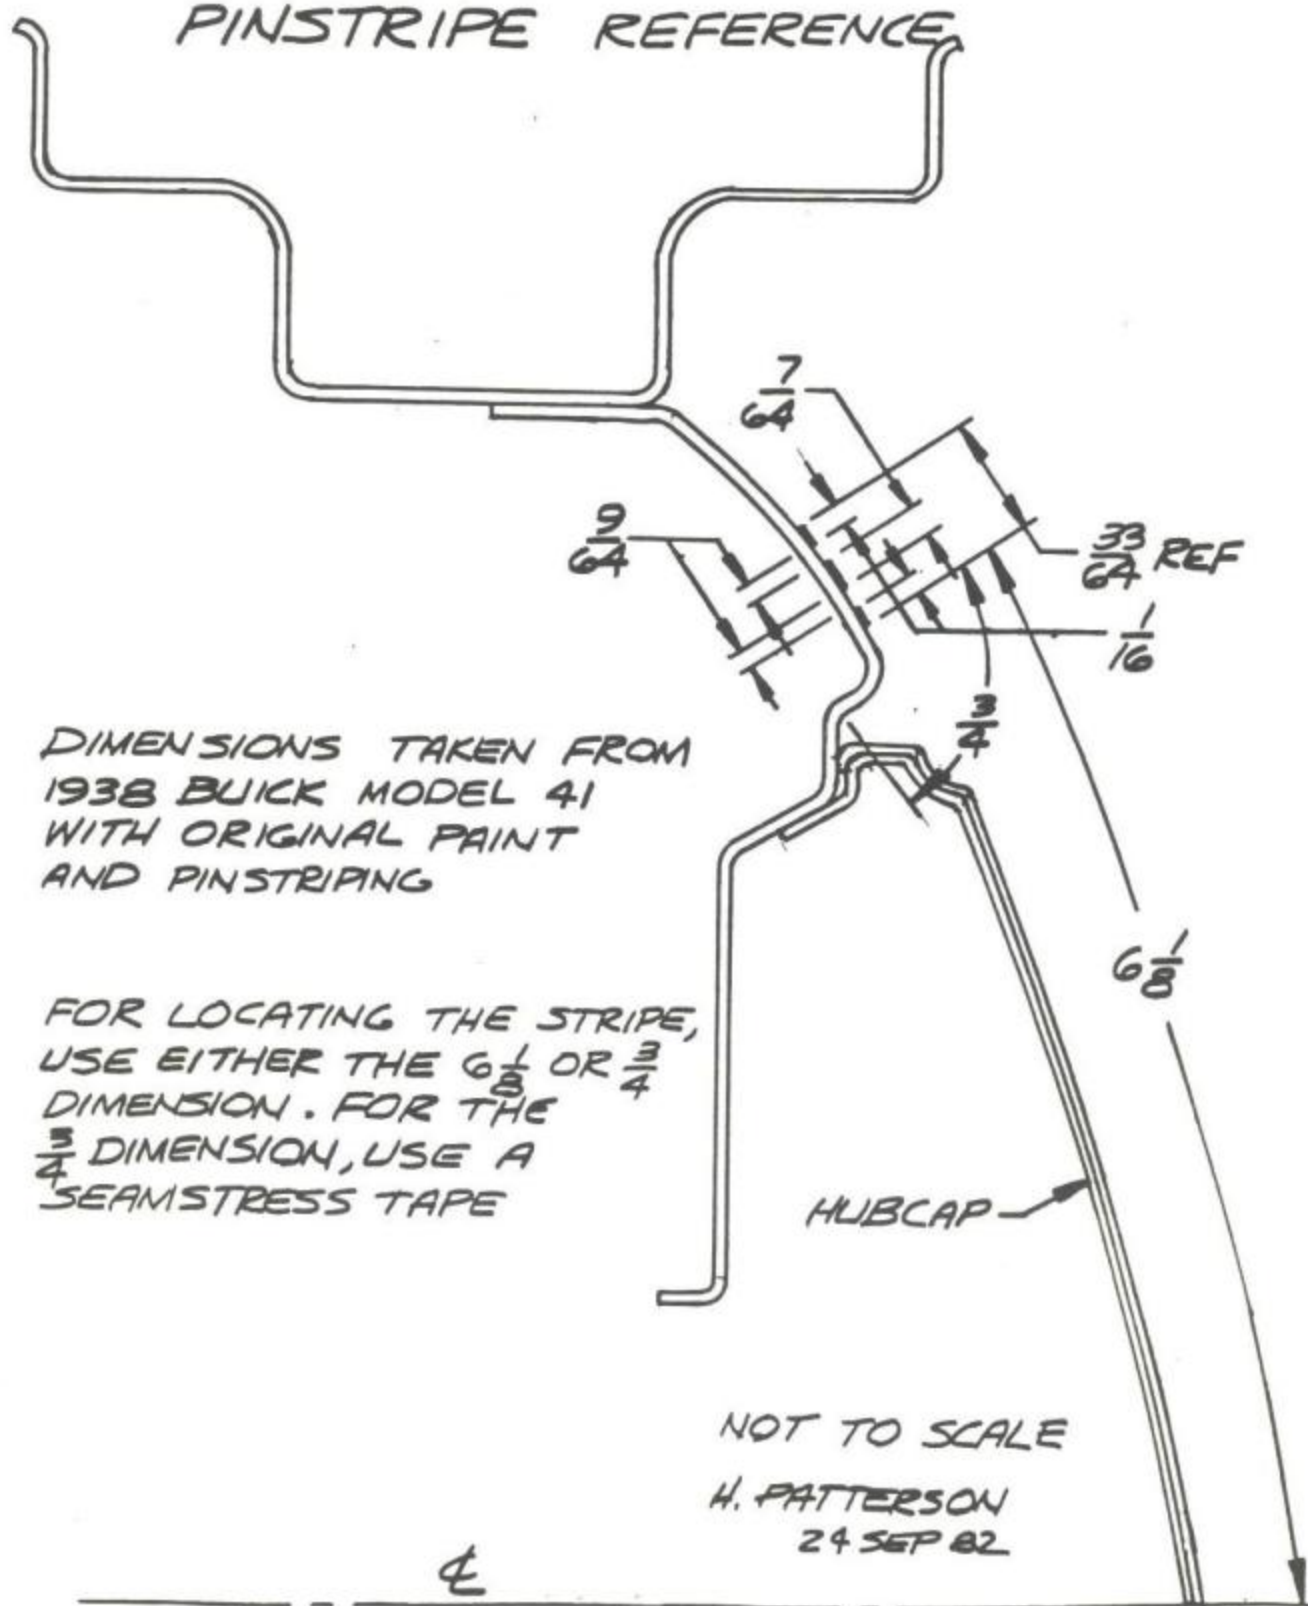 PINSTRIPE REFERENCE
7/64
9/64
33/64 REF
1/16
3/4
DIMENSIONS TAKEN FROM
1938 BUICK MODEL 41
WITH ORIGINAL PAINT
AND PINSTRIPING
6 1/8
FOR LOCATING THE STRIPE,
USE EITHER THE 6 1/8 OR 3/4
DIMENSION. FOR THE
3/4 DIMENSION, USE A
SEAMSTRESS TAPE
HUBCAP
NOT TO SCALE
H. PATTERSON
24 SEP 82
℄